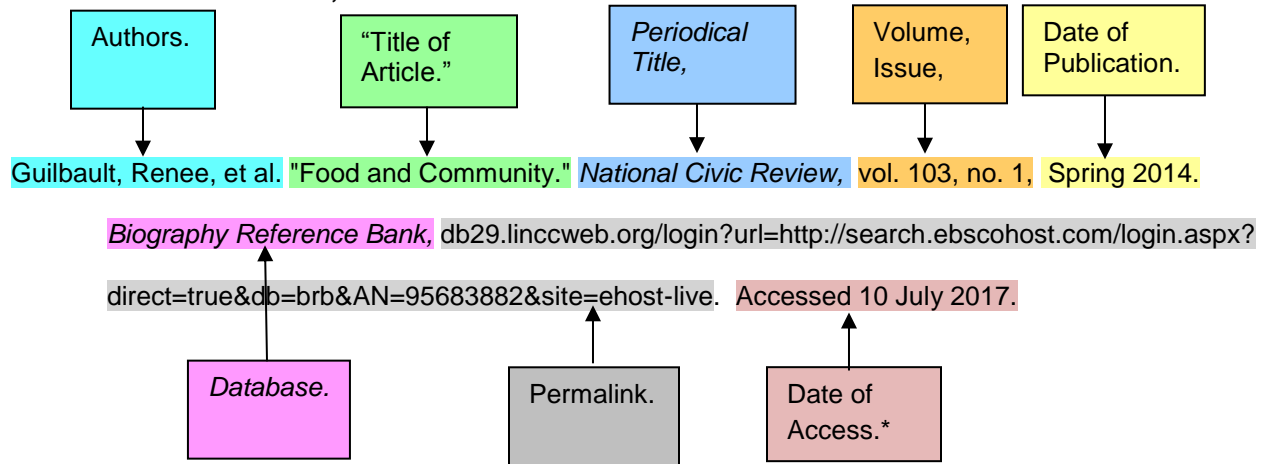 Authors.
“Title of
Article.”
Periodical
Title,
Volume,
Issue,
Date of
Publication.
Guilbault, Renee, et al. "Food and Community." National Civic Review, vol. 103, no. 1, Spring 2014.
Biography Reference Bank, db29.linccweb.org/login?url=http://search.ebscohost.com/login.aspx?
direct=true&db=brb&AN=95683882&site=ehost-live. Accessed 10 July 2017.
Database.
Permalink.
Date of
Access.*